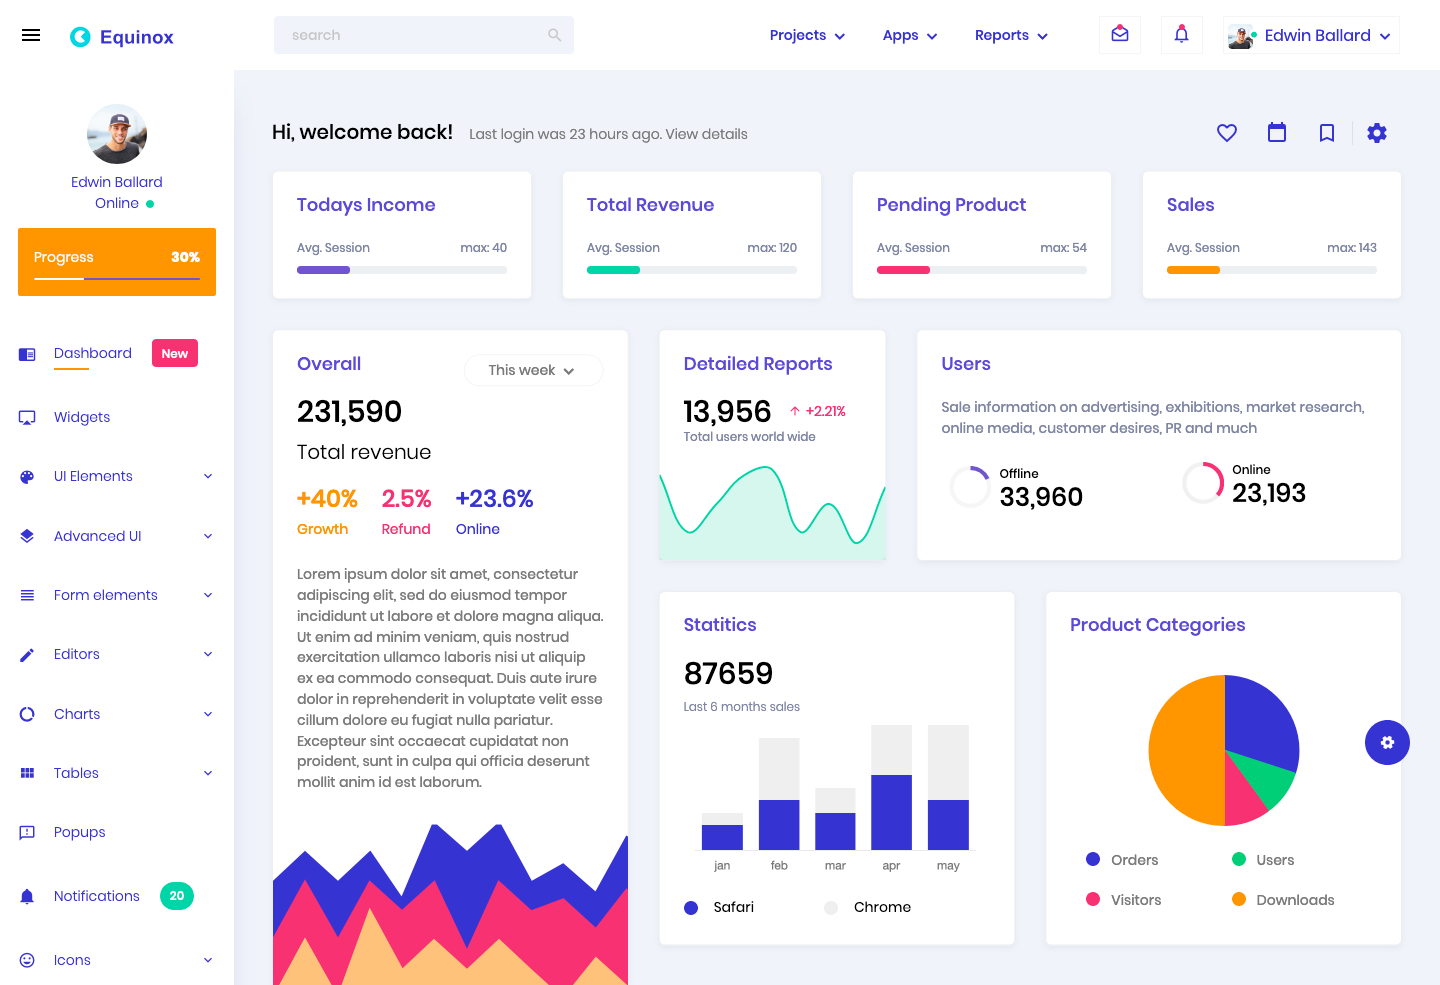 Equinox
search
Projects
Apps
Reports
Edwin Ballard
Edwin Ballard
Online
Progress 30%
Dashboard New
Widgets
UI Elements
Advanced UI
Form elements
Editors
Charts
Tables
Popups
Notifications 20
Icons
Hi, welcome back! Last login was 23 hours ago. View details
Todays Income
Avg. Session max: 40
Total Revenue
Avg. Session max: 120
Pending Product
Avg. Session max: 54
Sales
Avg. Session max: 143
Overall This week
231,590
Total revenue
+40% 2.5% +23.6%
Growth Refund Online
Lorem ipsum dolor sit amet, consectetur
adipiscing elit, sed do eiusmod tempor
incididunt ut labore et dolore magna aliqua.
Ut enim ad minim veniam, quis nostrud
exercitation ullamco laboris nisi ut aliquip
ex ea commodo consequat. Duis aute irure
dolor in reprehenderit in voluptate velit esse
cillum dolore eu fugiat nulla pariatur.
Excepteur sint occaecat cupidatat non
proident, sunt in culpa qui officia deserunt
mollit anim id est laborum.
Detailed Reports
13,956 +2.21%
Total users world wide
Users
Sale information on advertising, exhibitions, market research,
online media, customer desires, PR and much
Offline
33,960
Online
23,193
Statitics
87659
Last 6 months sales
jan feb mar apr may
Safari Chrome
Product Categories
Orders Users
Visitors Downloads